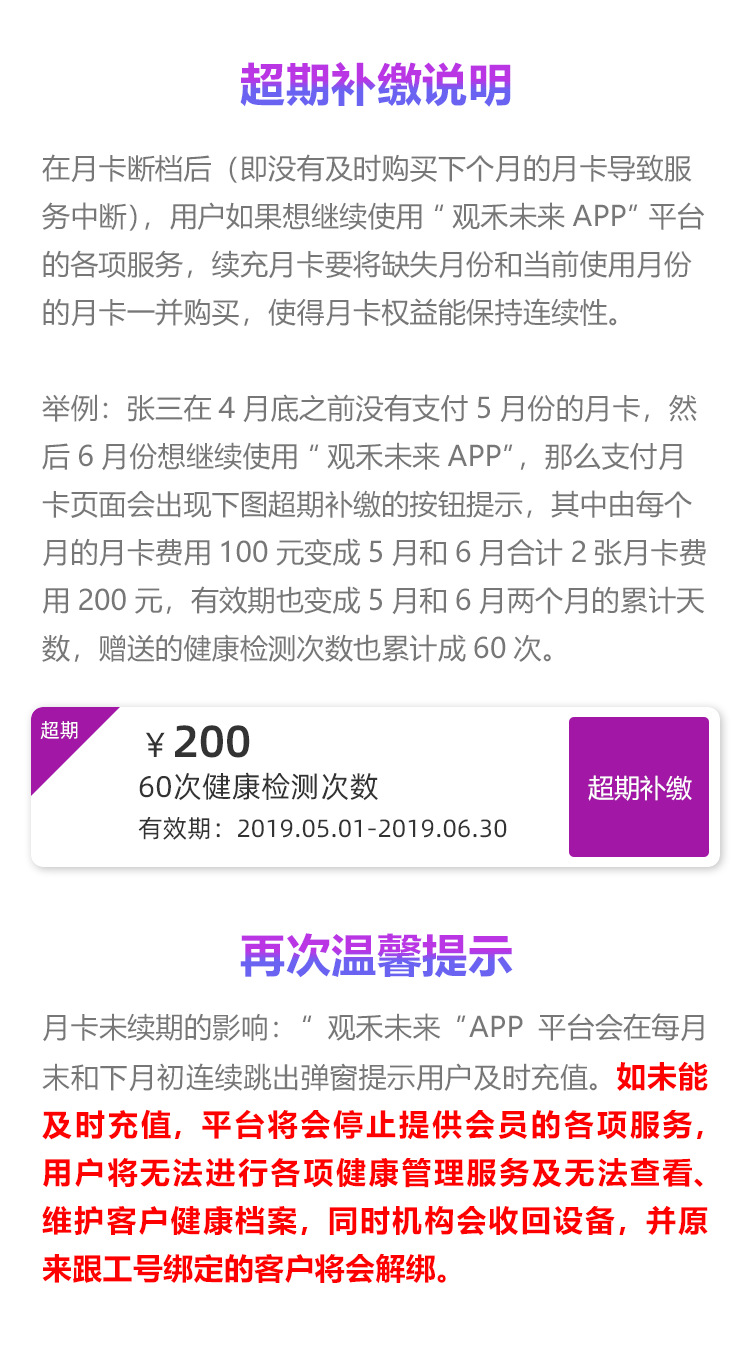 超期补缴说明
在月卡断档后（即没有及时购买下个月的月卡导致服
务中断），用户如果想继续使用“ 观禾未来 APP” 平台
的各项服务，续充月卡要将缺失月份和当前使用月份
的月卡一并购买，使得月卡权益能保持连续性。
举例：张三在 4 月底之前没有支付 5 月份的月卡，然
后 6 月份想继续使用 “ 观禾未来 APP”，那么支付月
卡页面会出现下图超期补缴的按钮提示，其中由每个
月的月卡费用 100 元变成 5 月和 6 月合计 2 张月卡费
用 200 元，有效期也变成 5 月和 6 月两个月的累计天
数，赠送的健康检测次数也累计成 60 次。
超期
￥200
60次健康检测次数
有效期：2019.05.01-2019.06.30
超期补缴
再次温馨提示
月卡未续期的影响：“ 观禾未来 ”APP 平台会在每月
末和下月初连续跳出弹窗提示用户及时充值。如未能
及时充值, 平台将会停止提供会员的各项服务,
用户将无法进行各项健康管理服务及无法查看、
维护客户健康档案，同时机构会收回设备，并原
来跟工号绑定的客户将会解绑。